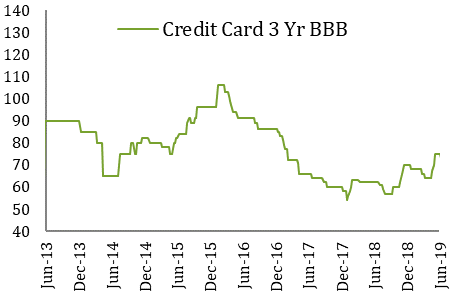 140
Credit Card 3 Yr BBB
130
120
110
100
90
80
70
60
50
40
Jun-13
Dec-13
Jun-14
Dec-14
Jun-15
Dec-15
Jun-16
Dec-16
Jun-17
Dec-17
Jun-18
Dec-18
Jun-19